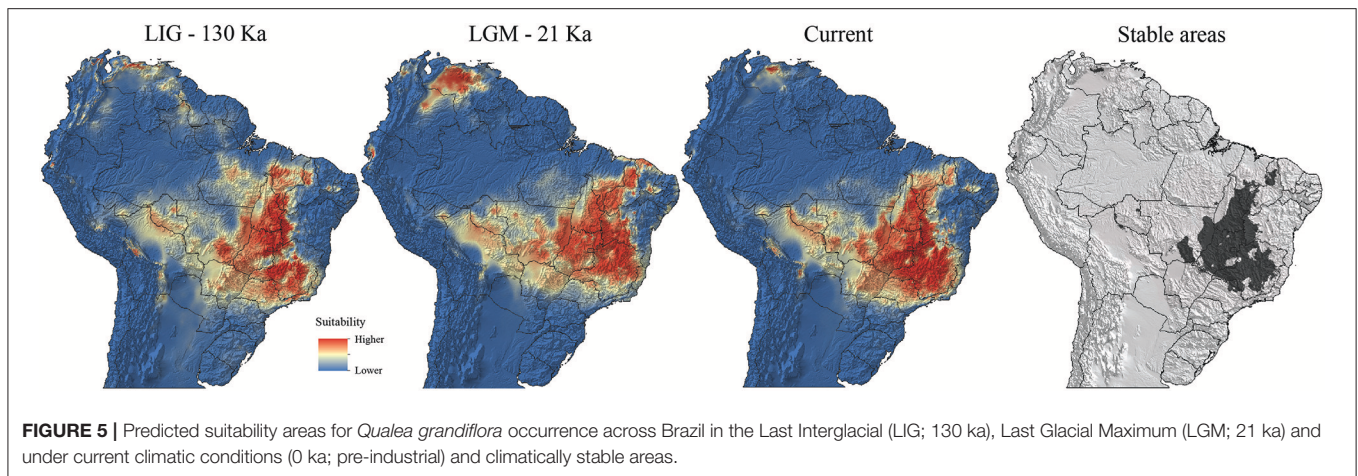 LIG - 130 Ka
LGM - 21 Ka
Current
Stable areas
Suitability
Higher
Lower
FIGURE 5 | Predicted suitability areas for Qualea grandiflora occurrence across Brazil in the Last Interglacial (LIG; 130 ka), Last Glacial Maximum (LGM; 21 ka) and
under current climatic conditions (0 ka; pre-industrial) and climatically stable areas.